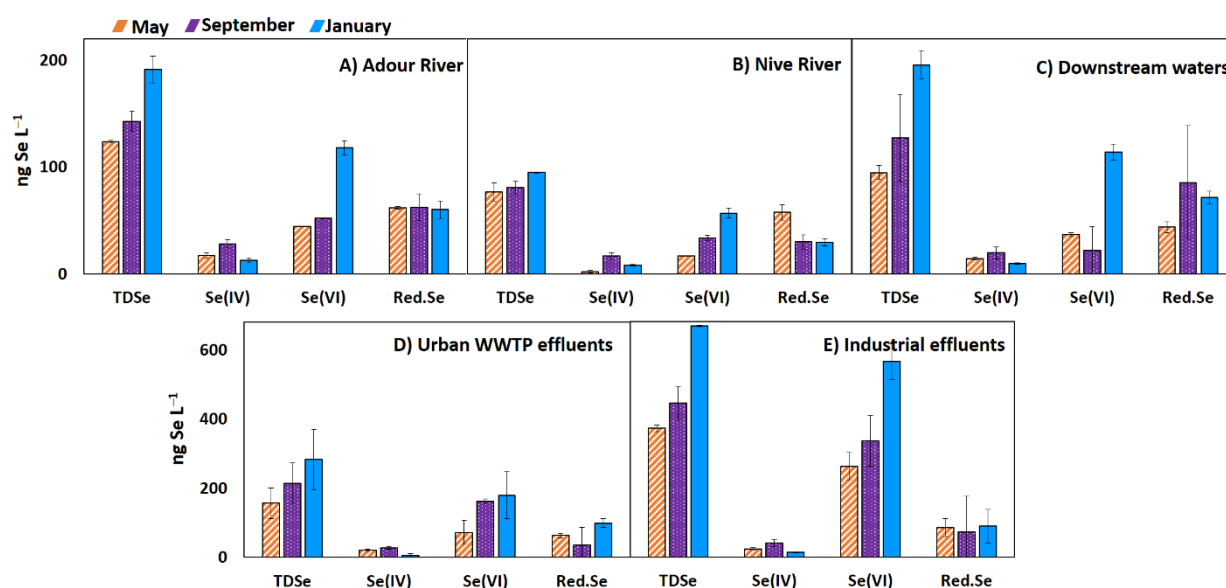 May September January
A) Adour River
B) Nive River
C) Downstream waters
200
100
0
ng Se L⁻¹
TDSe Se(IV) Se(VI) Red.Se
TDSe Se(IV) Se(VI) Red.Se
TDSe Se(IV) Se(VI) Red.Se
D) Urban WWTP effluents
E) Industrial effluents
600
400
200
0
ng Se L⁻¹
TDSe Se(IV) Se(VI) Red.Se
TDSe Se(IV) Se(VI) Red.Se